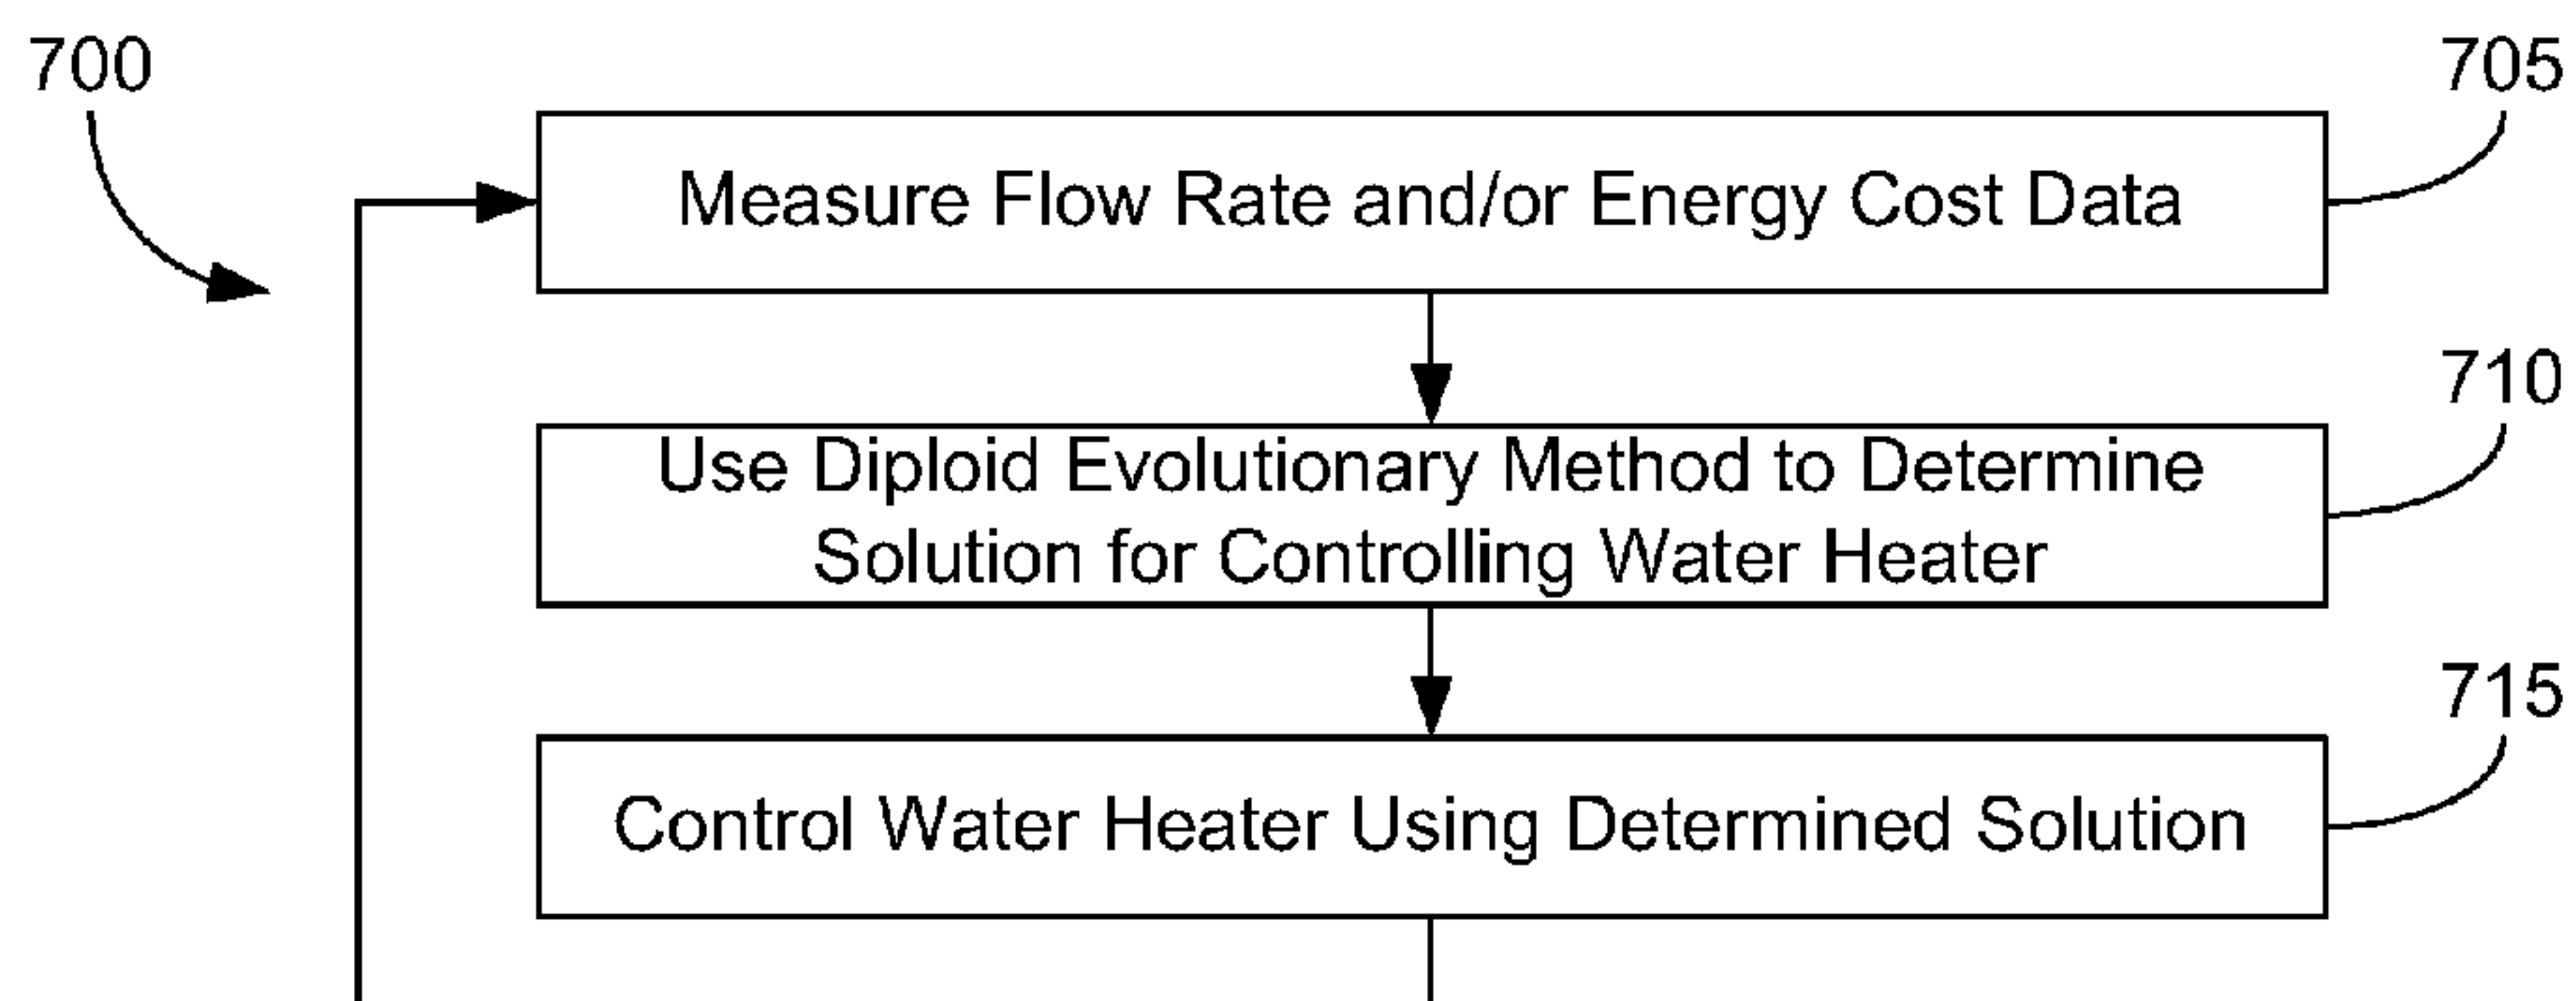 700
705
Measure Flow Rate and/or Energy Cost Data
710
Use Diploid Evolutionary Method to Determine
Solution for Controlling Water Heater
715
Control Water Heater Using Determined Solution